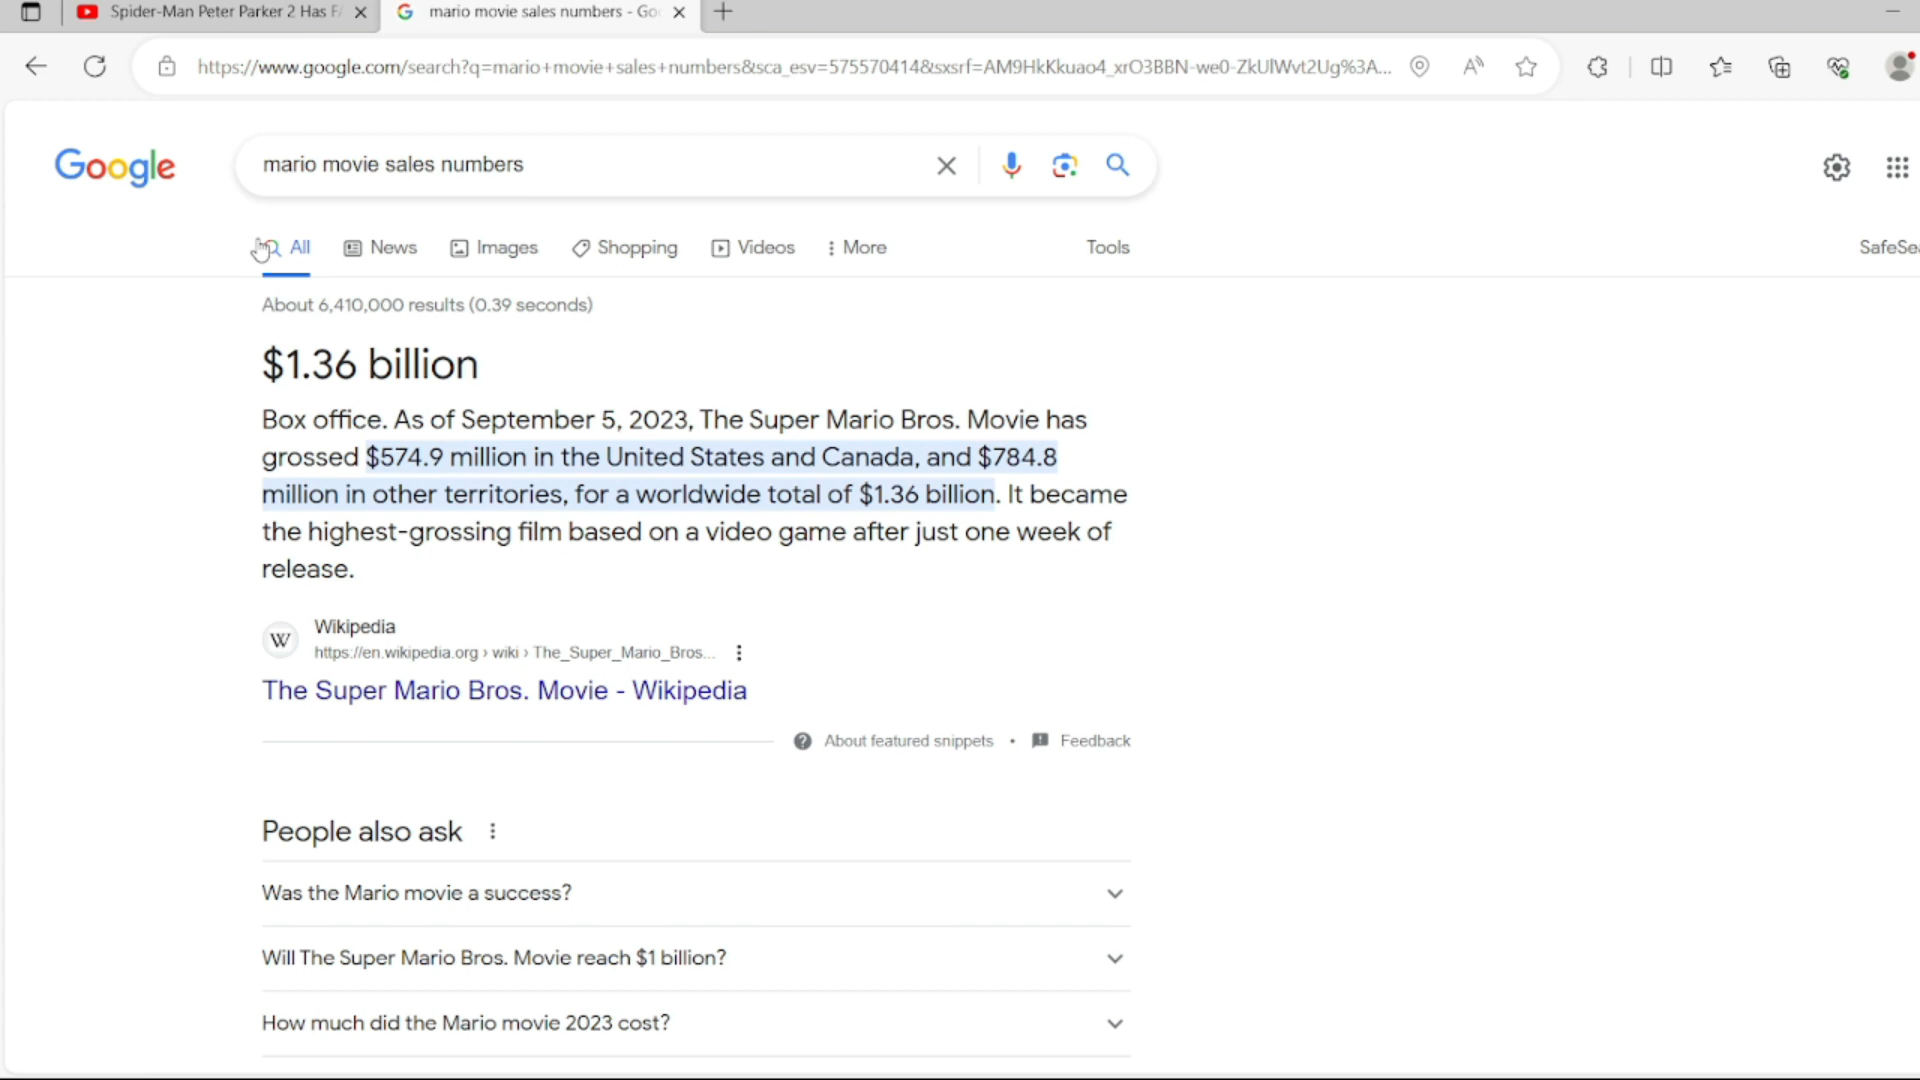 Spider-Man Peter Parker 2 Has F
mario movie sales numbers - Go
https://www.google.com/search?q=mario+movie+sales+numbers&sca_esv=575570414&sxsrf=AM9HkKkuao4_xrO3BBN-we0-ZkUlWvt2Ug%3A...
Google
mario movie sales numbers
All News Images Shopping Videos More Tools SafeSea
About 6,410,000 results (0.39 seconds)
$1.36 billion
Box office. As of September 5, 2023, The Super Mario Bros. Movie has
grossed $574.9 million in the United States and Canada, and $784.8
million in other territories, for a worldwide total of $1.36 billion. It became
the highest-grossing film based on a video game after just one week of
release.
W
Wikipedia
https://en.wikipedia.org › wiki › The_Super_Mario_Bros...
The Super Mario Bros. Movie - Wikipedia
About featured snippets • Feedback
People also ask
Was the Mario movie a success?
Will The Super Mario Bros. Movie reach $1 billion?
How much did the Mario movie 2023 cost?